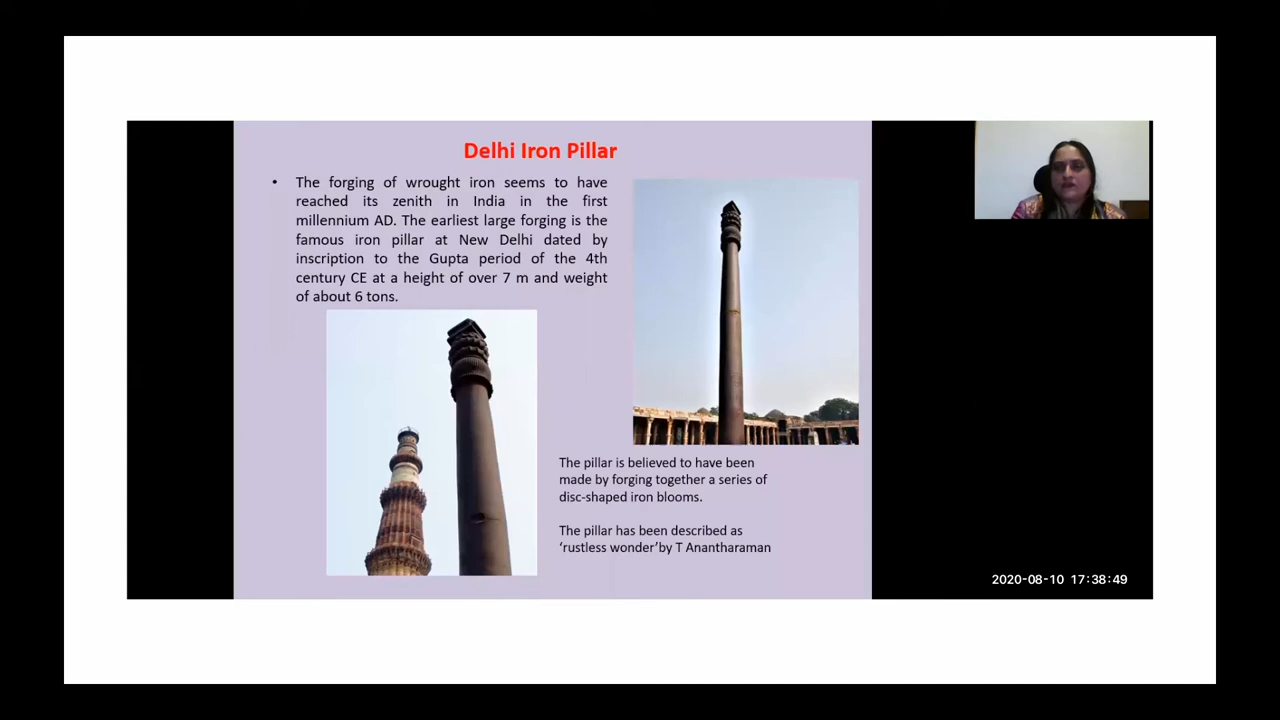 Delhi Iron Pillar
• The forging of wrought iron seems to have
reached its zenith in India in the first
millennium AD. The earliest large forging is the
famous iron pillar at New Delhi dated by
inscription to the Gupta period of the 4th
century CE at a height of over 7 m and weight
of about 6 tons.
The pillar is believed to have been
made by forging together a series of
disc-shaped iron blooms.
The pillar has been described as
‘rustless wonder’by T Anantharaman
2020-08-10 17:38:49